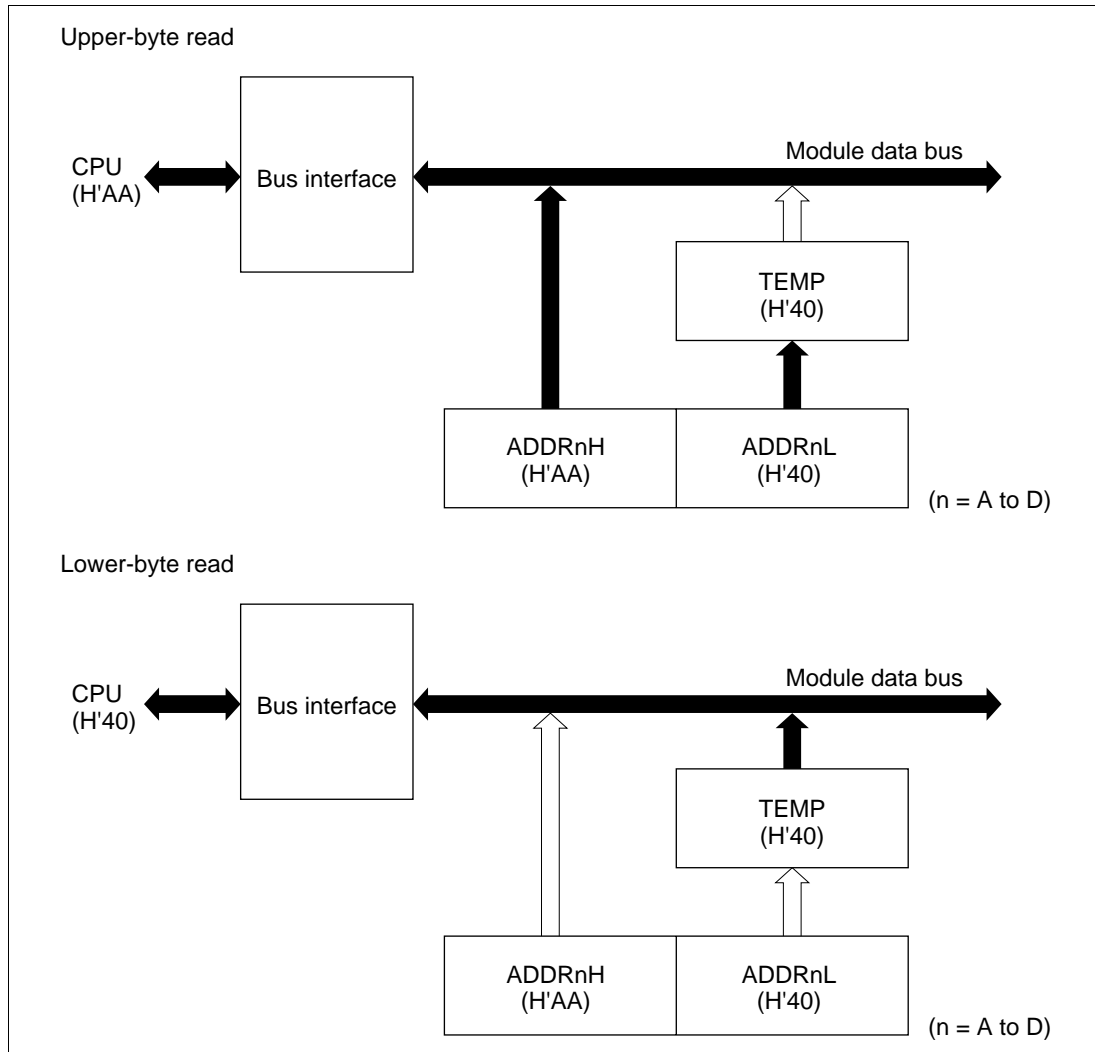 Upper-byte read
CPU
(H'AA)
Bus interface
Module data bus
TEMP
(H'40)
ADDRnH
(H'AA)
ADDRnL
(H'40)
(n = A to D)
Lower-byte read
CPU
(H'40)
Bus interface
Module data bus
TEMP
(H'40)
ADDRnH
(H'AA)
ADDRnL
(H'40)
(n = A to D)